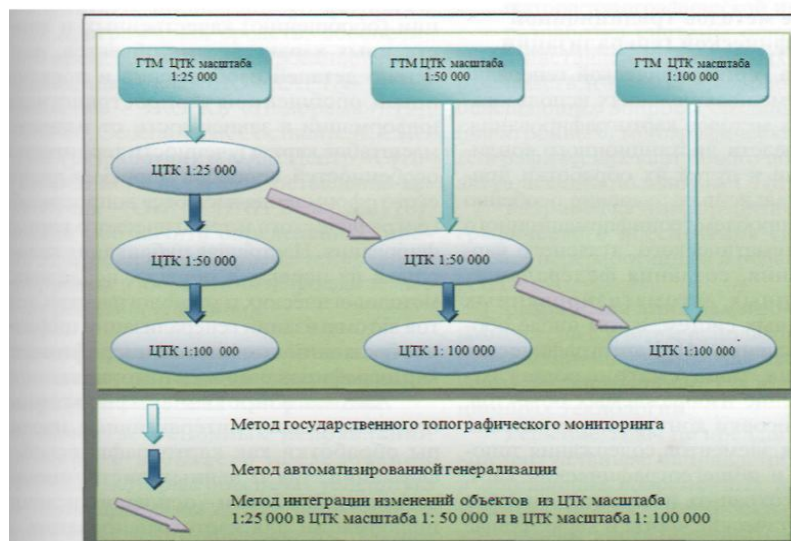 ГТМ ЦТК масштаба
1:25 000
ГТМ ЦТК масштаба
1:50 000
ГТМ ЦТК масштаба
1:100 000
ЦТК 1:25 000
ЦТК 1:50 000
ЦТК 1:50 000
ЦТК 1:100 000
ЦТК 1: 100 000
ЦТК 1:100 000
Метод государственного топографического мониторинга
Метод автоматизированной генерализации
Метод интеграции изменений объектов из ЦТК масштаба
1:25 000 в ЦТК масштаба 1: 50 000 и в ЦТК масштаба 1: 100 000